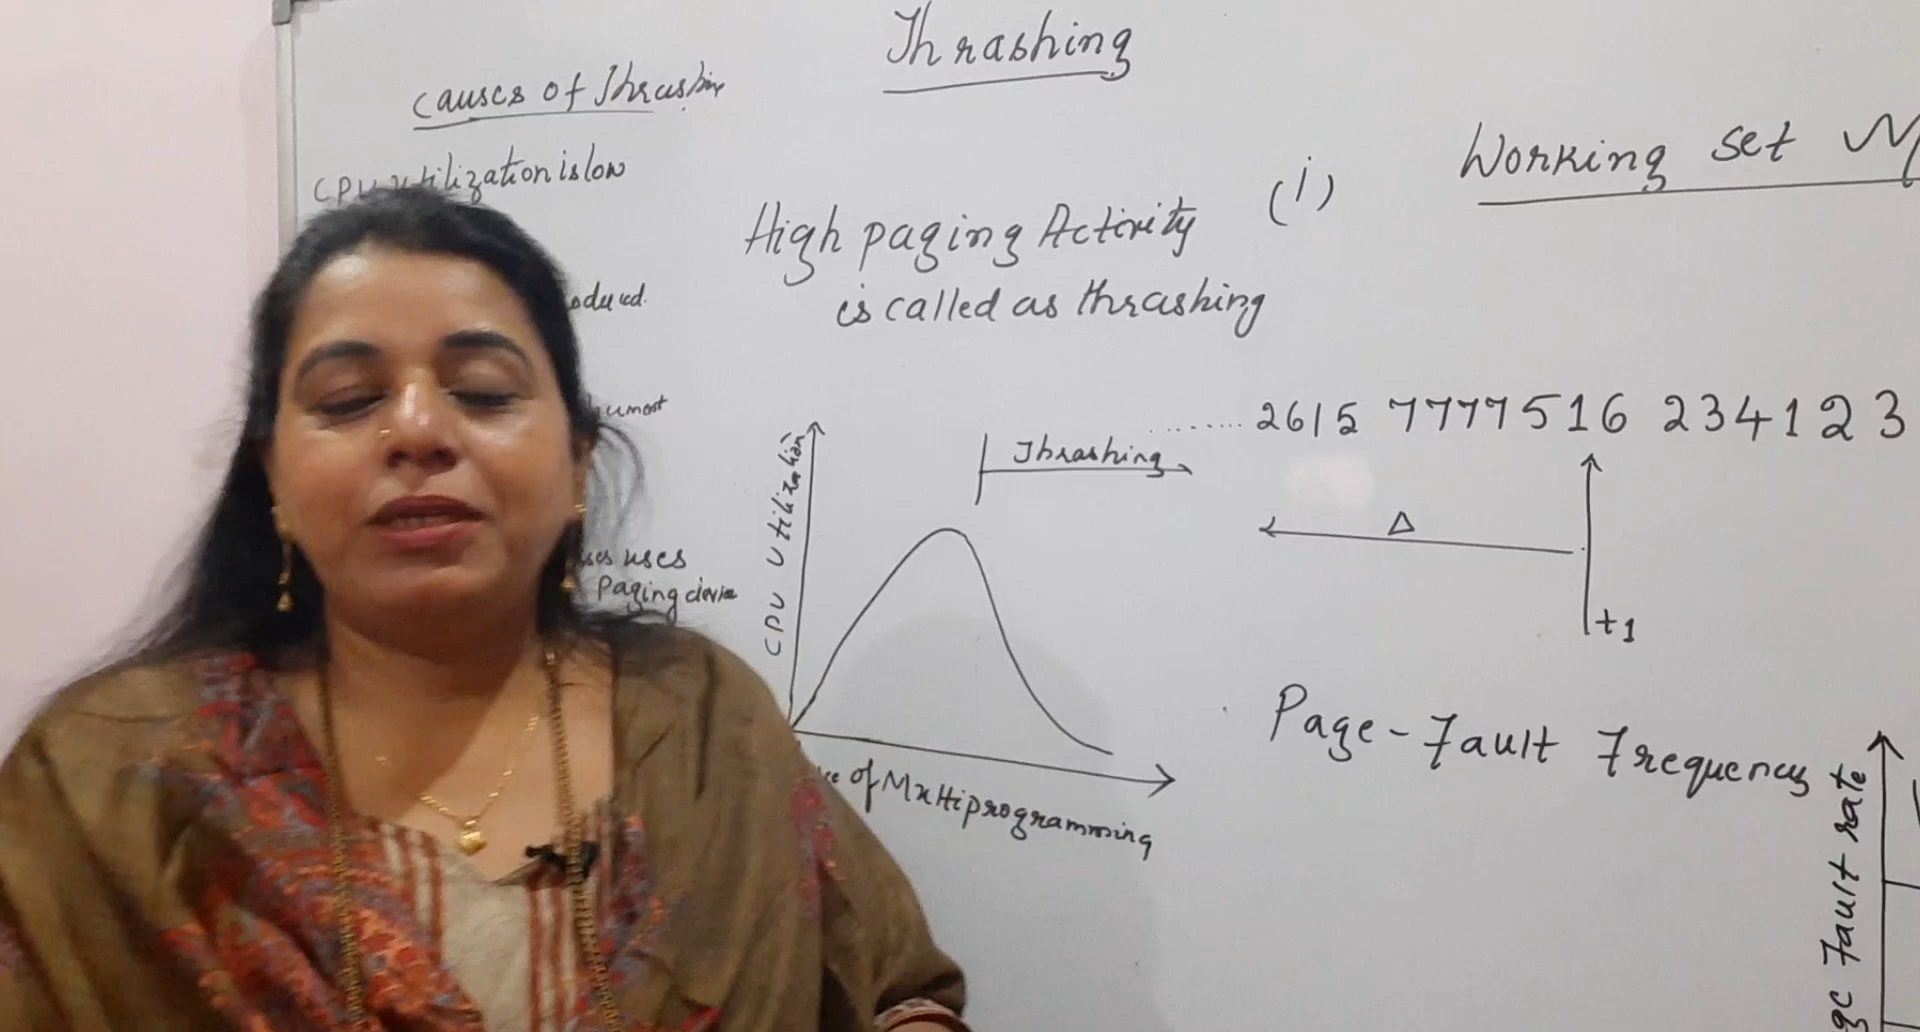 Thrashing
causes of Thrashing
CPU utilization is low
High paging Activity
is called as thrashing
uses
Paging device
CPU Utilization
Thrashing
of Multiprogramming
(i) Working set
........ 2615 7777516 234123
Δ
t1
Page-Fault Frequency
Fault rate